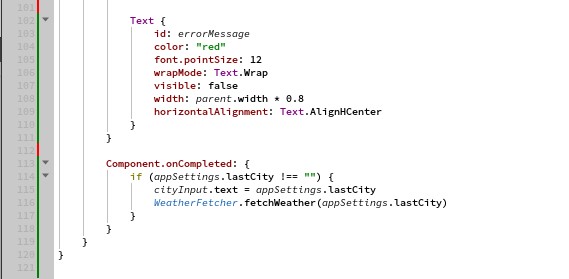 101
102 Text {
103 id: errorMessage
104 color: "red"
105 font.pointSize: 12
106 wrapMode: Text.Wrap
107 visible: false
108 width: parent.width * 0.8
109 horizontalAlignment: Text.AlignHCenter
110 }
111 }
112
113 Component.onCompleted: {
114 if (appSettings.lastCity !== "") {
115 cityInput.text = appSettings.lastCity
116 WeatherFetcher.fetchWeather(appSettings.lastCity)
117 }
118 }
119 }
120 }
121